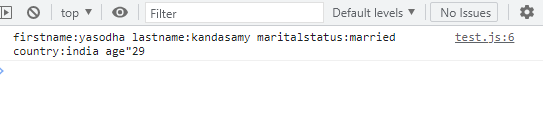 top Filter Default levels No Issues
firstname:yasodha lastname:kandasamy maritalstatus:married test.js:6
country:india age"29